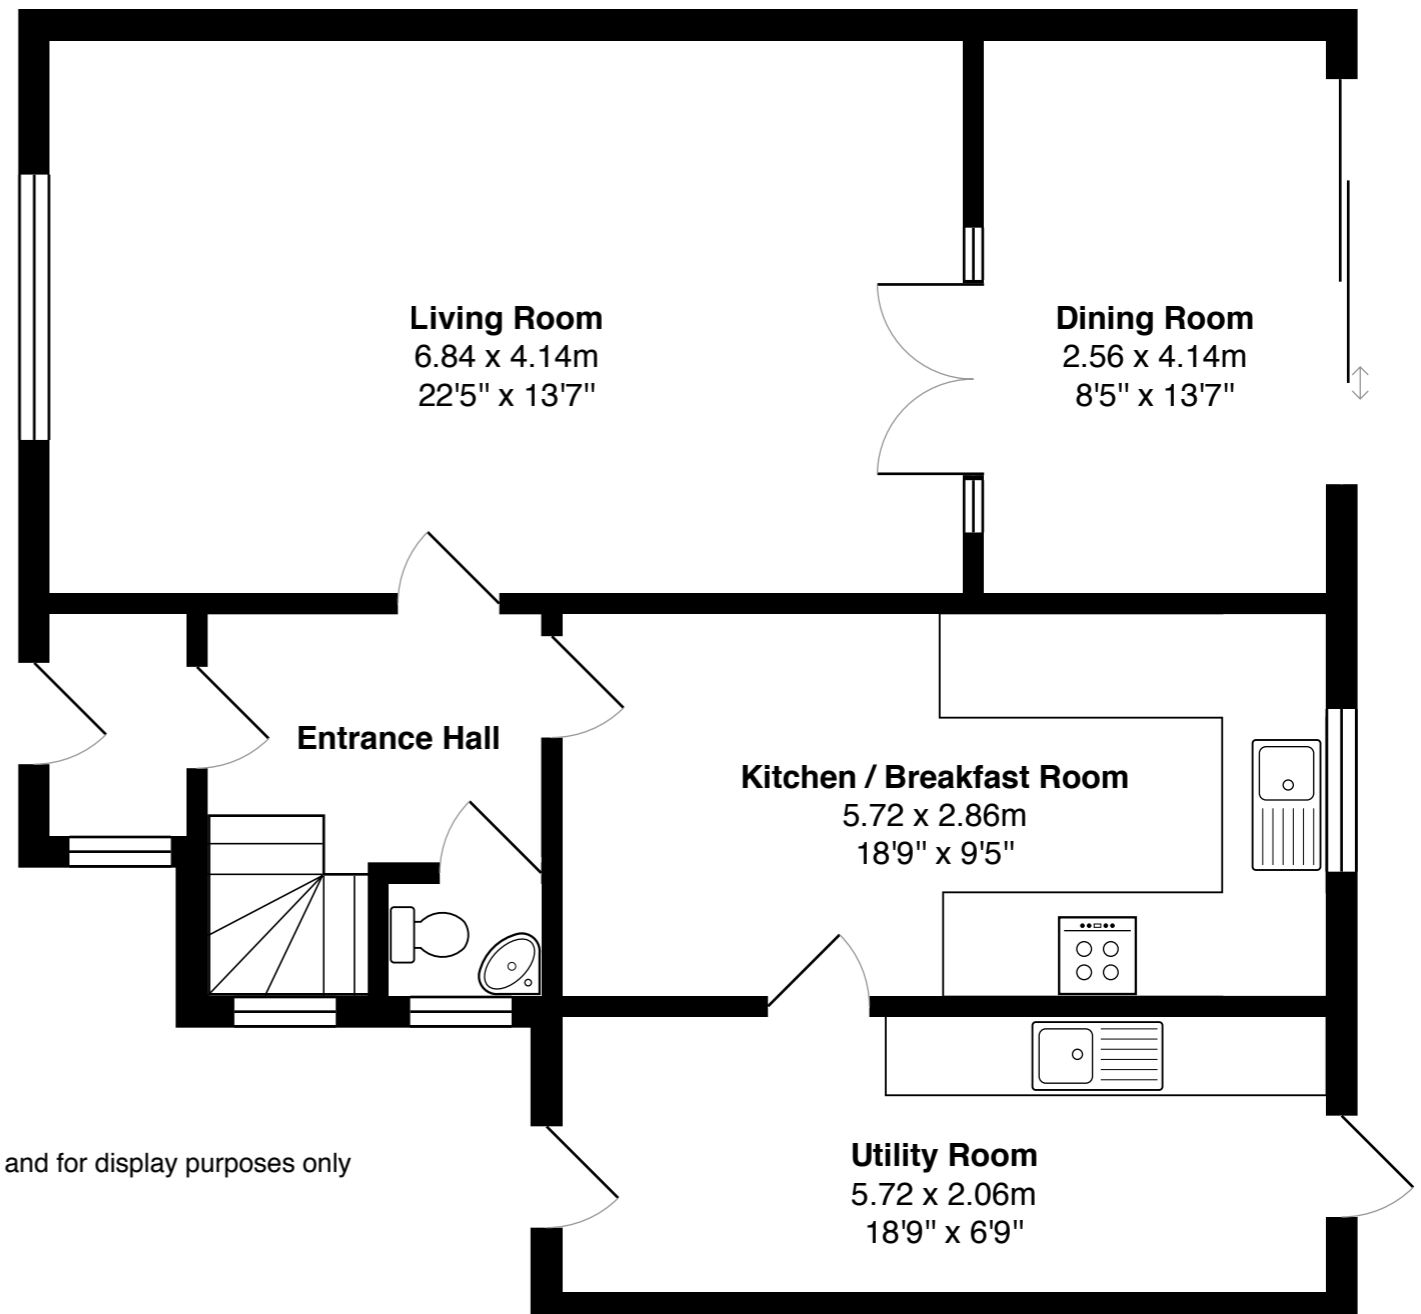 Living Room
6.84 x 4.14m
22'5" x 13'7"
Dining Room
2.56 x 4.14m
8'5" x 13'7"
Entrance Hall
Kitchen / Breakfast Room
5.72 x 2.86m
18'9" x 9'5"
and for display purposes only
Utility Room
5.72 x 2.06m
18'9" x 6'9"